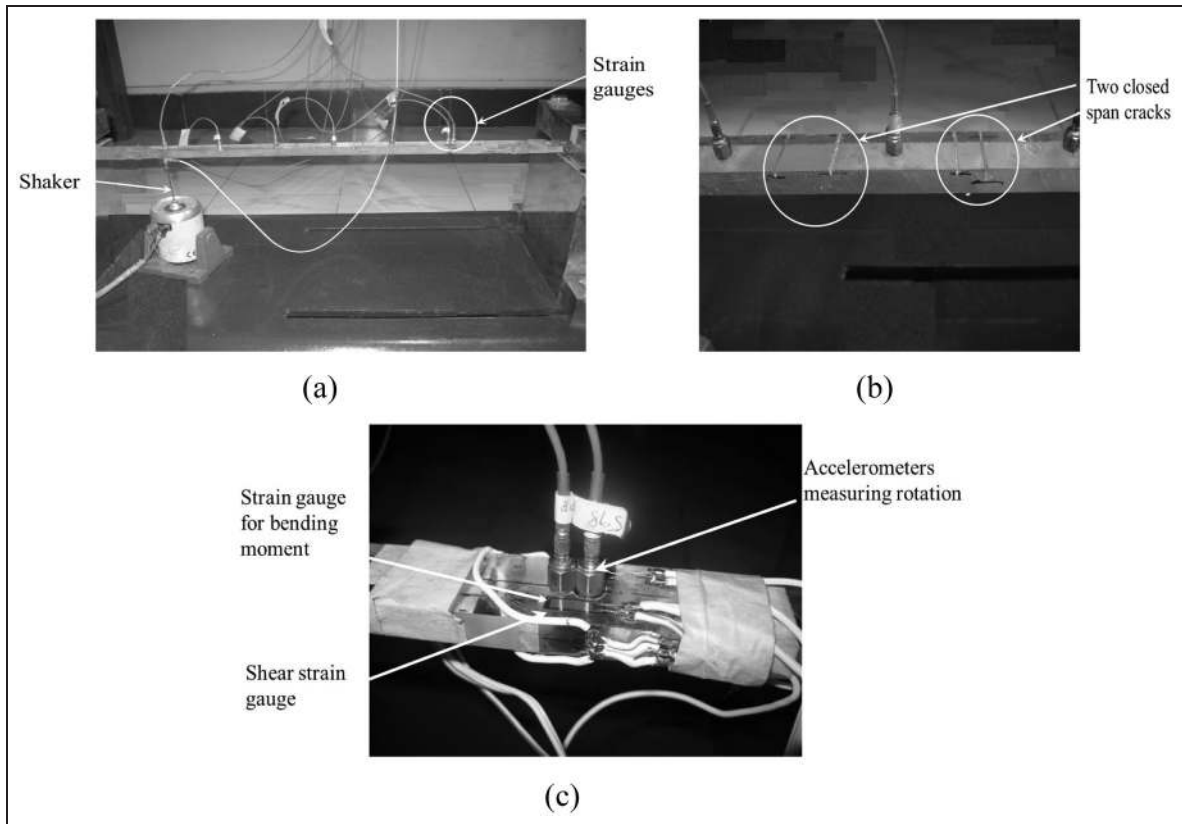 Strain
gauges
Shaker
(a)
Two closed
span cracks
(b)
Strain gauge
for bending
moment
Accelerometers
measuring rotation
Shear strain
gauge
(c)